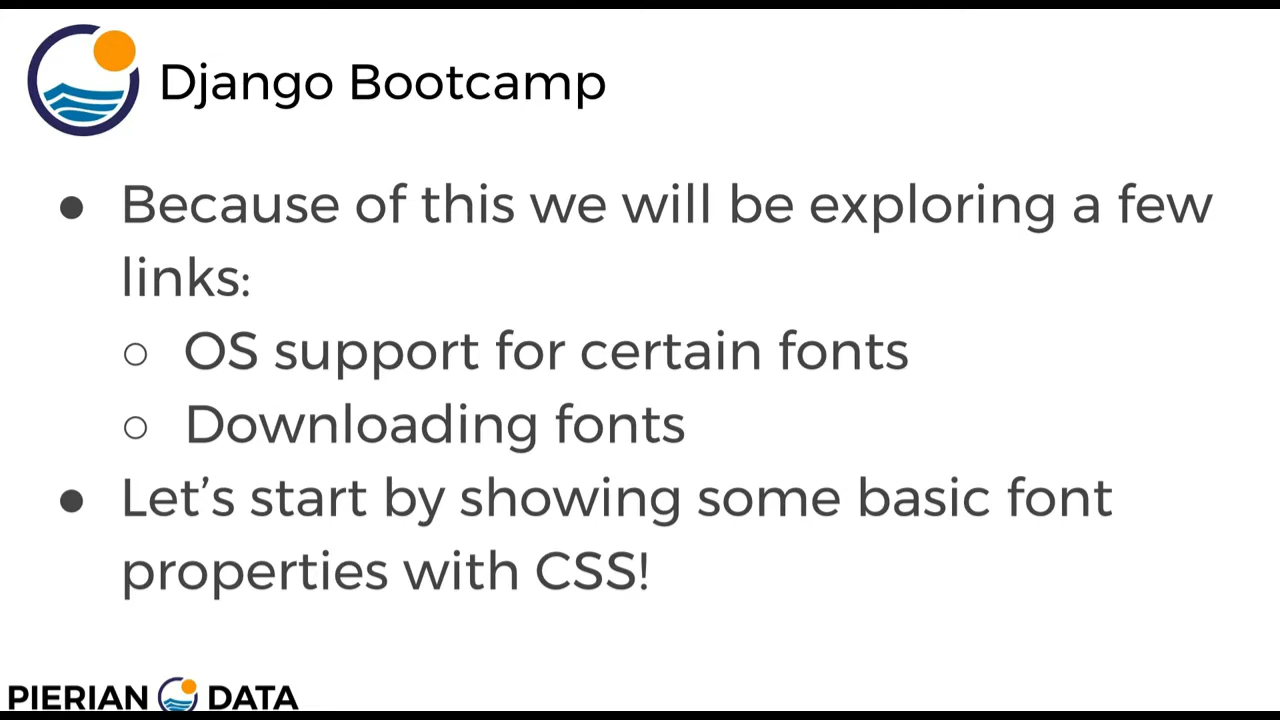 Django Bootcamp
● Because of this we will be exploring a few
links:
○ OS support for certain fonts
○ Downloading fonts
● Let’s start by showing some basic font
properties with CSS!
PIERIAN DATA